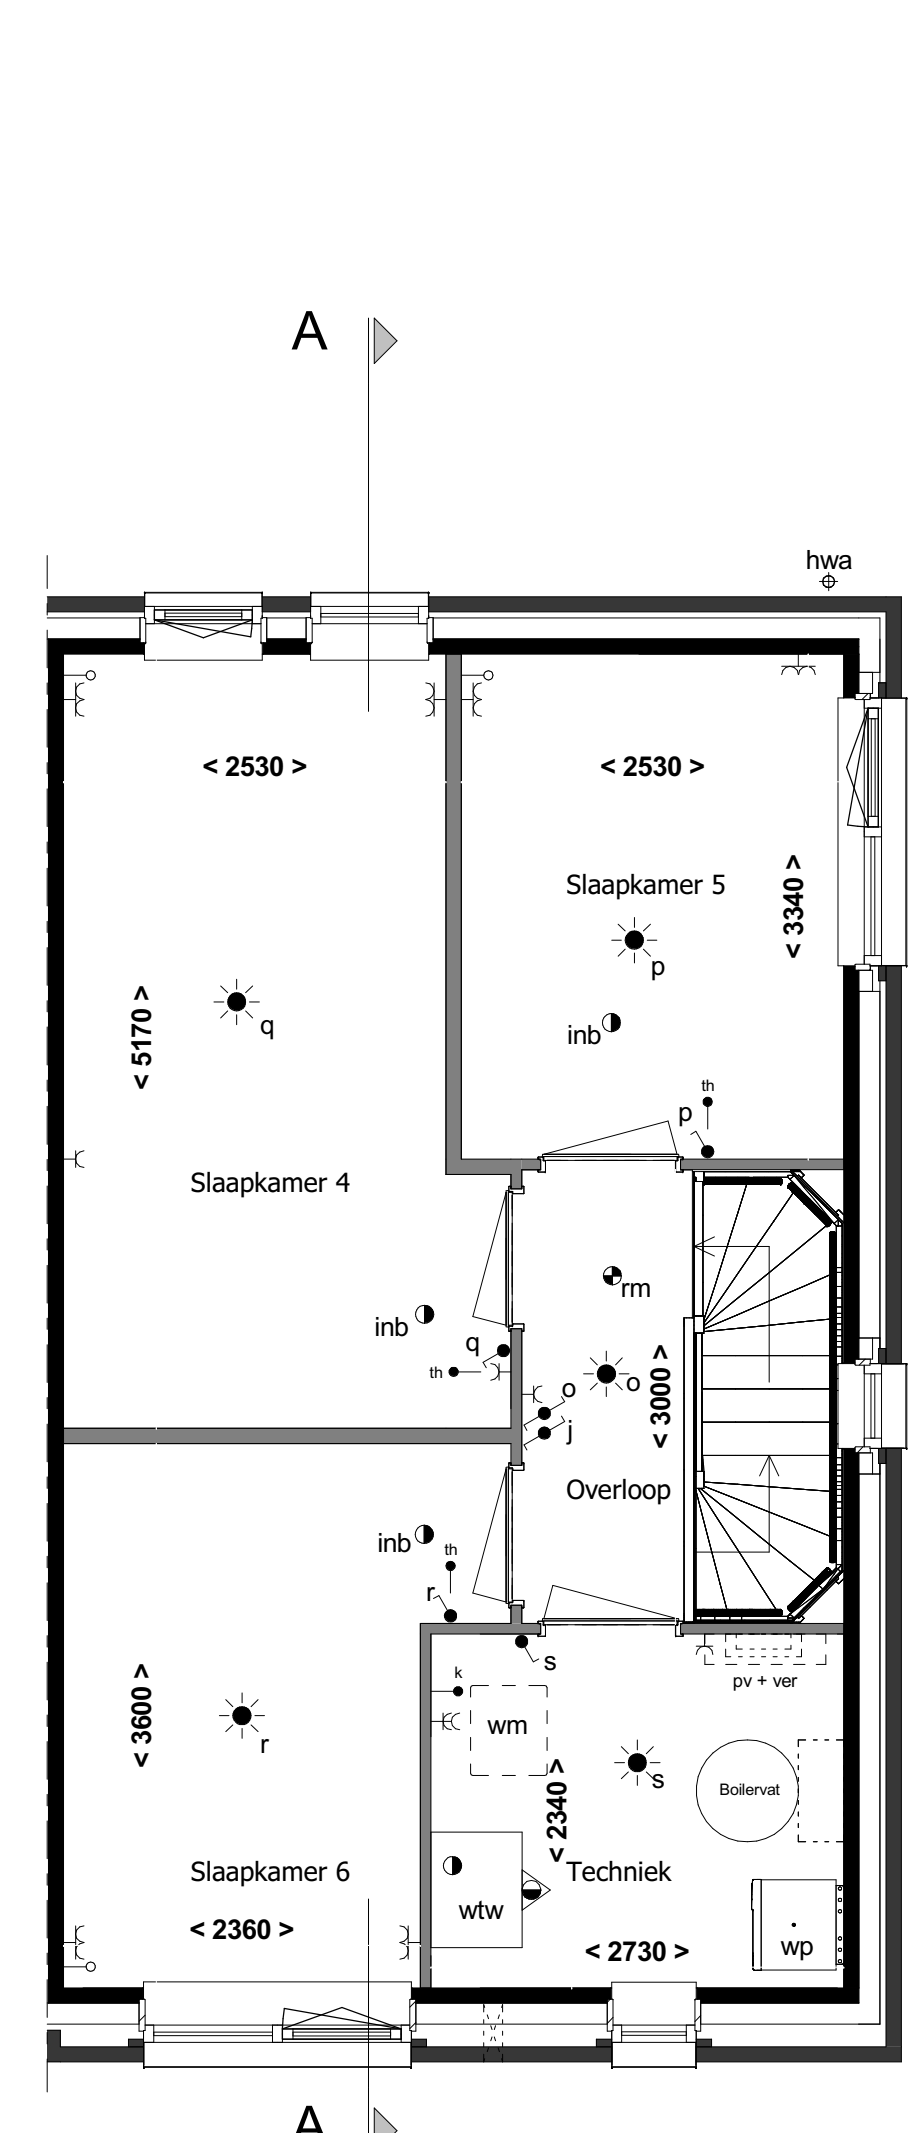 A
hwa
< 2530 >
< 2530 >
Slaapkamer 5
< 3340 >
p
q
inb
< 5170 >
th
p
Slaapkamer 4
rm
inb
q
th
o
o
< 3000 >
j
Overloop
inb
th
r
s
k
pv + ver
wm
< 3600 >
r
s
Boilervat
< 2340 >
Slaapkamer 6
Techniek
wtw
< 2360 >
< 2730 >
wp
A